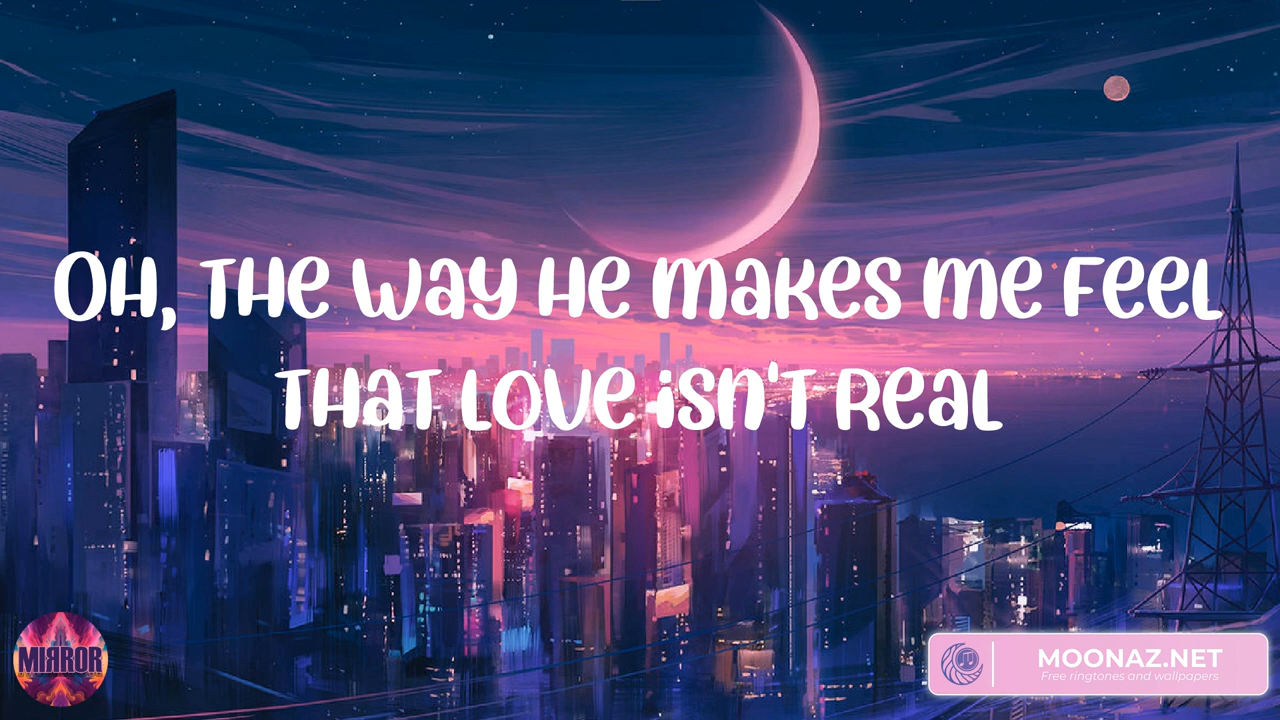 OH, THE WAY HE MAKES ME FEEL
THAT LOVE ISN'T REAL
MIRROR
MOONAZ.NET
Free ringtones and wallpapers